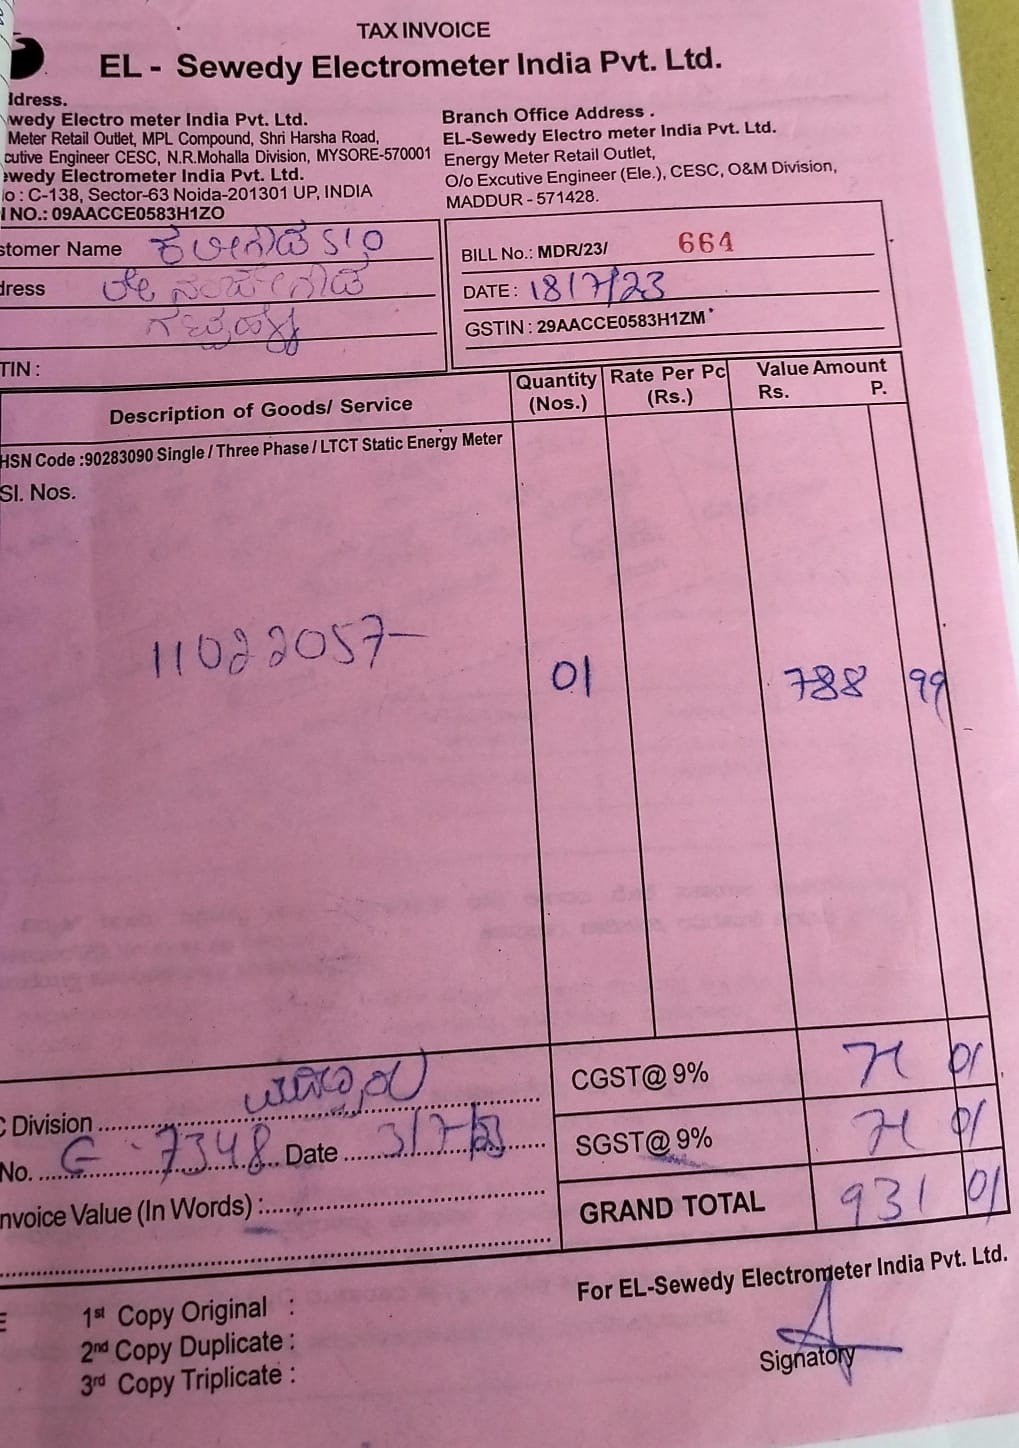 TAX INVOICE
EL - Sewedy Electrometer India Pvt. Ltd.
ldress.
wedy Electro meter India Pvt. Ltd.
Meter Retail Outlet, MPL Compound, Shri Harsha Road,
cutive Engineer CESC, N.R.Mohalla Division, MYSORE-570001
ewedy Electrometer India Pvt. Ltd.
o : C-138, Sector-63 Noida-201301 UP, INDIA
NO.: 09AACCE0583H1ZO
Branch Office Address .
EL-Sewedy Electro meter India Pvt. Ltd.
Energy Meter Retail Outlet,
O/o Excutive Engineer (Ele.), CESC, O&M Division,
MADDUR - 571428.
stomer Name
dress
TIN :
BILL No.: MDR/23/ 664
DATE : 18/7/23
GSTIN : 29AACCE0583H1ZM
Description of Goods/ Service
Quantity (Nos.)
Rate Per Pc (Rs.)
Value Amount Rs. P.
HSN Code :90283090 Single / Three Phase / LTCT Static Energy Meter
Sl. Nos.
11022057 01 788 99
CGST@ 9% 71 01
SGST@ 9% 71 01
GRAND TOTAL 931 01
C Division
No. G-7348 Date 3/7/23
nvoice Value (In Words) :
For EL-Sewedy Electrometer India Pvt. Ltd.
1st Copy Original :
2nd Copy Duplicate :
3rd Copy Triplicate :
Signatory